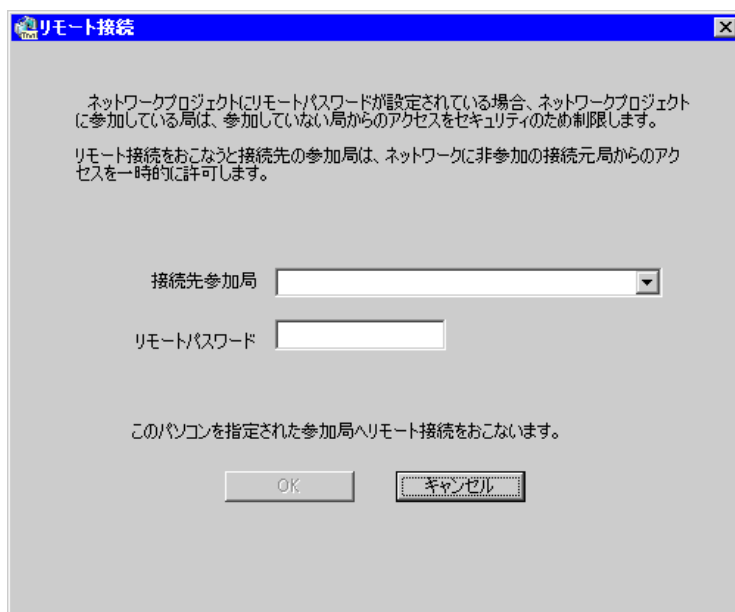 リモート接続
ネットワークプロジェクトにリモートパスワードが設定されている場合、ネットワークプロジェクト
に参加している局は、参加していない局からのアクセスをセキュリティのため制限します。
リモート接続をおこなうと接続先の参加局は、ネットワークに非参加の接続元局からのアク
セスを一時的に許可します。
接続先参加局
リモートパスワード
このパソコンを指定された参加局へリモート接続をおこないます。
OK
キャンセル